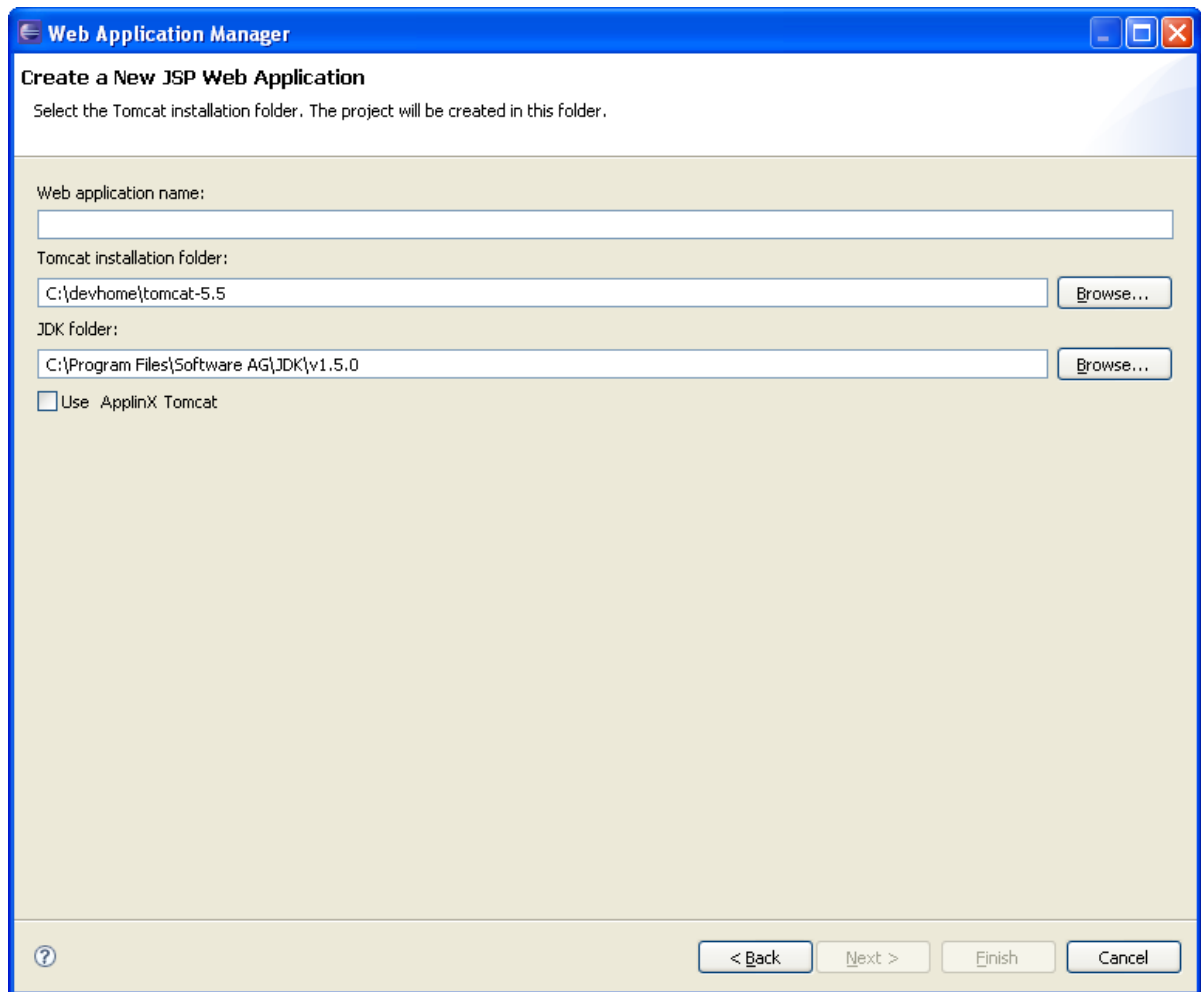 Web Application Manager
Create a New JSP Web Application
Select the Tomcat installation folder. The project will be created in this folder.
Web application name:
Tomcat installation folder:
C:\devhome\tomcat-5.5
Browse...
JDK folder:
C:\Program Files\Software AG\JDK\v1.5.0
Browse...
Use ApplinX Tomcat
?
< Back
Next >
Finish
Cancel